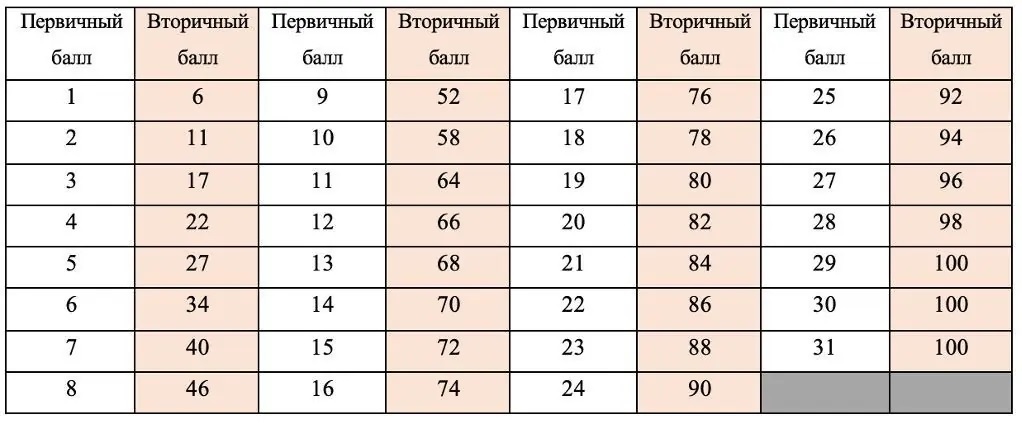 Первичный балл Вторичный балл Первичный балл Вторичный балл Первичный балл Вторичный балл Первичный балл Вторичный балл
1 6 9 52 17 76 25 92
2 11 10 58 18 78 26 94
3 17 11 64 19 80 27 96
4 22 12 66 20 82 28 98
5 27 13 68 21 84 29 100
6 34 14 70 22 86 30 100
7 40 15 72 23 88 31 100
8 46 16 74 24 90